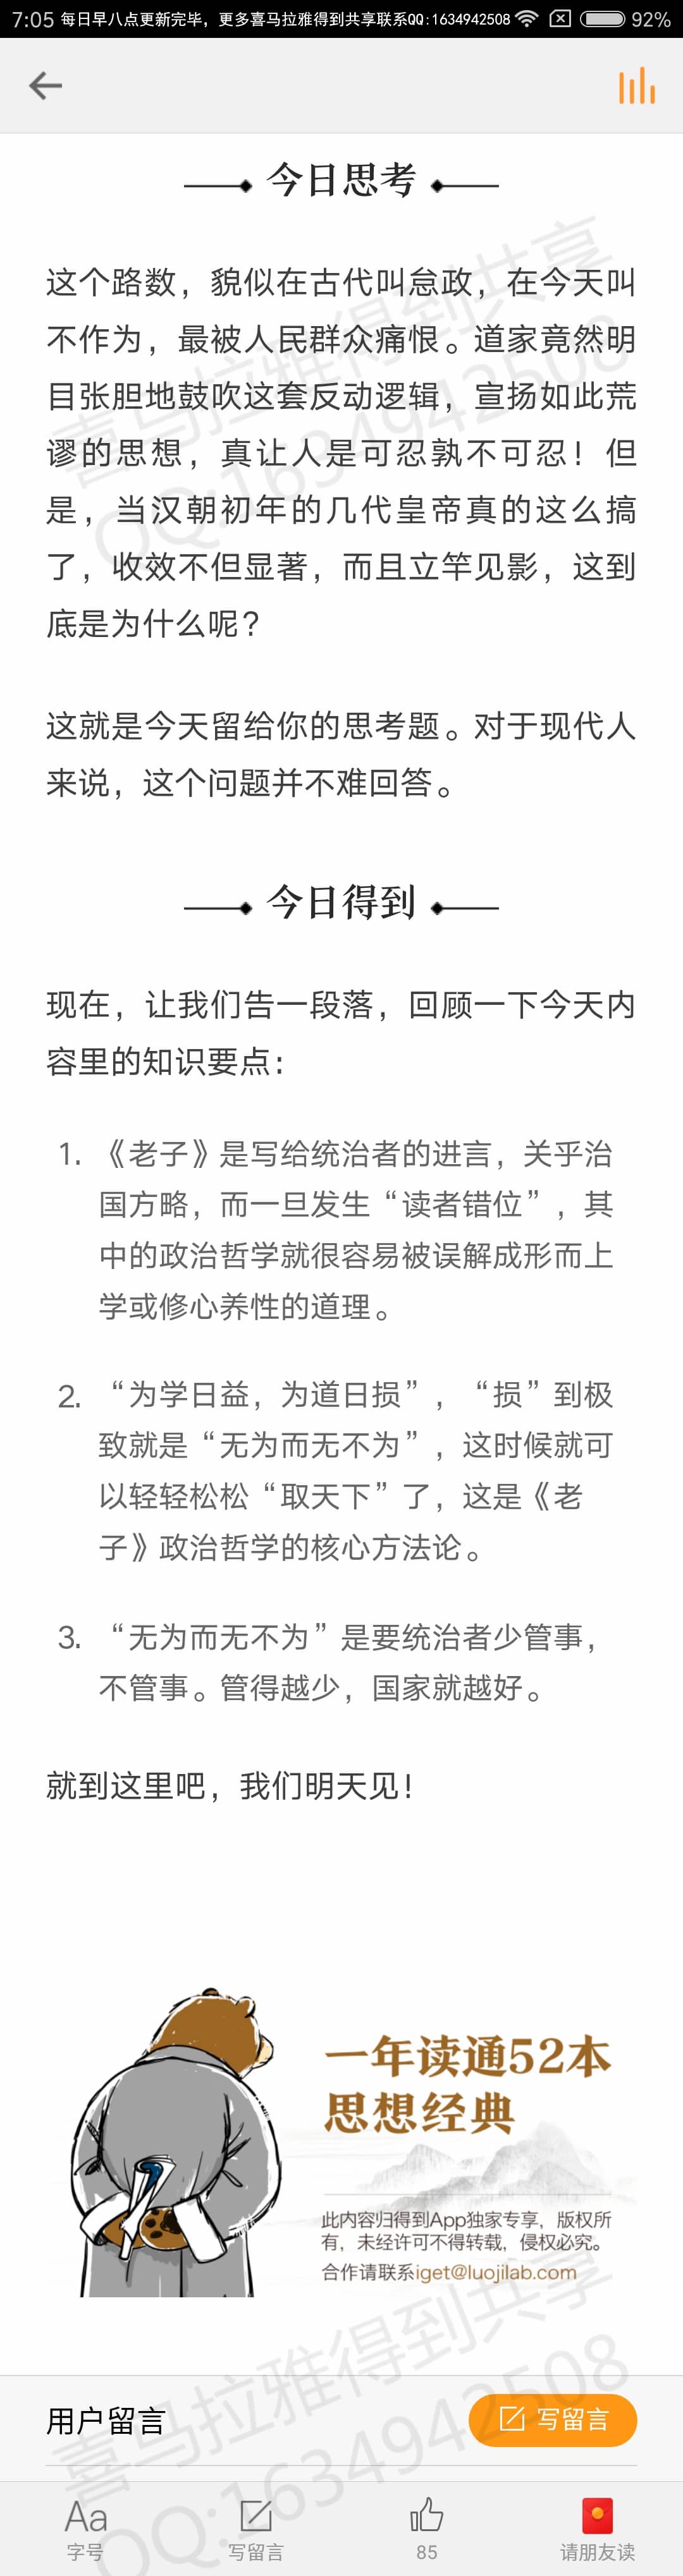 7:05 每日早八点更新完毕，更多喜马拉雅得到共享联系QQ:1634942508 92%
今日思考
这个路数，貌似在古代叫怠政，在今天叫
不作为，最被人民群众痛恨。道家竟然明
目张胆地鼓吹这套反动逻辑，宣扬如此荒
谬的思想，真让人是可忍孰不可忍！但
是，当汉朝初年的几代皇帝真的这么搞
了，收效不但显著，而且立竿见影，这到
底是为什么呢？
喜马拉雅得到共享
QQ:1634942508
这就是今天留给你的思考题。对于现代人
来说，这个问题并不难回答。
今日得到
现在，让我们告一段落，回顾一下今天内
容里的知识要点：
1. 《老子》是写给统治者的进言，关乎治
国方略，而一旦发生“读者错位”，其
中的政治哲学就很容易被误解成形而上
学或修心养性的道理。
2. “为学日益，为道日损”，“损”到极
致就是“无为而无不为”，这时候就可
以轻轻松松“取天下”了，这是《老
子》政治哲学的核心方法论。
3. “无为而无不为”是要统治者少管事，
不管事。管得越少，国家就越好。
就到这里吧，我们明天见！
一年读通52本
思想经典
此内容归得到App独家专享，版权所
有，未经许可不得转载，侵权必究。
合作请联系iget@luojilab.com
喜马拉雅得到共享
QQ:1634942508
用户留言 写留言
Aa 85
字号 写留言 请朋友读